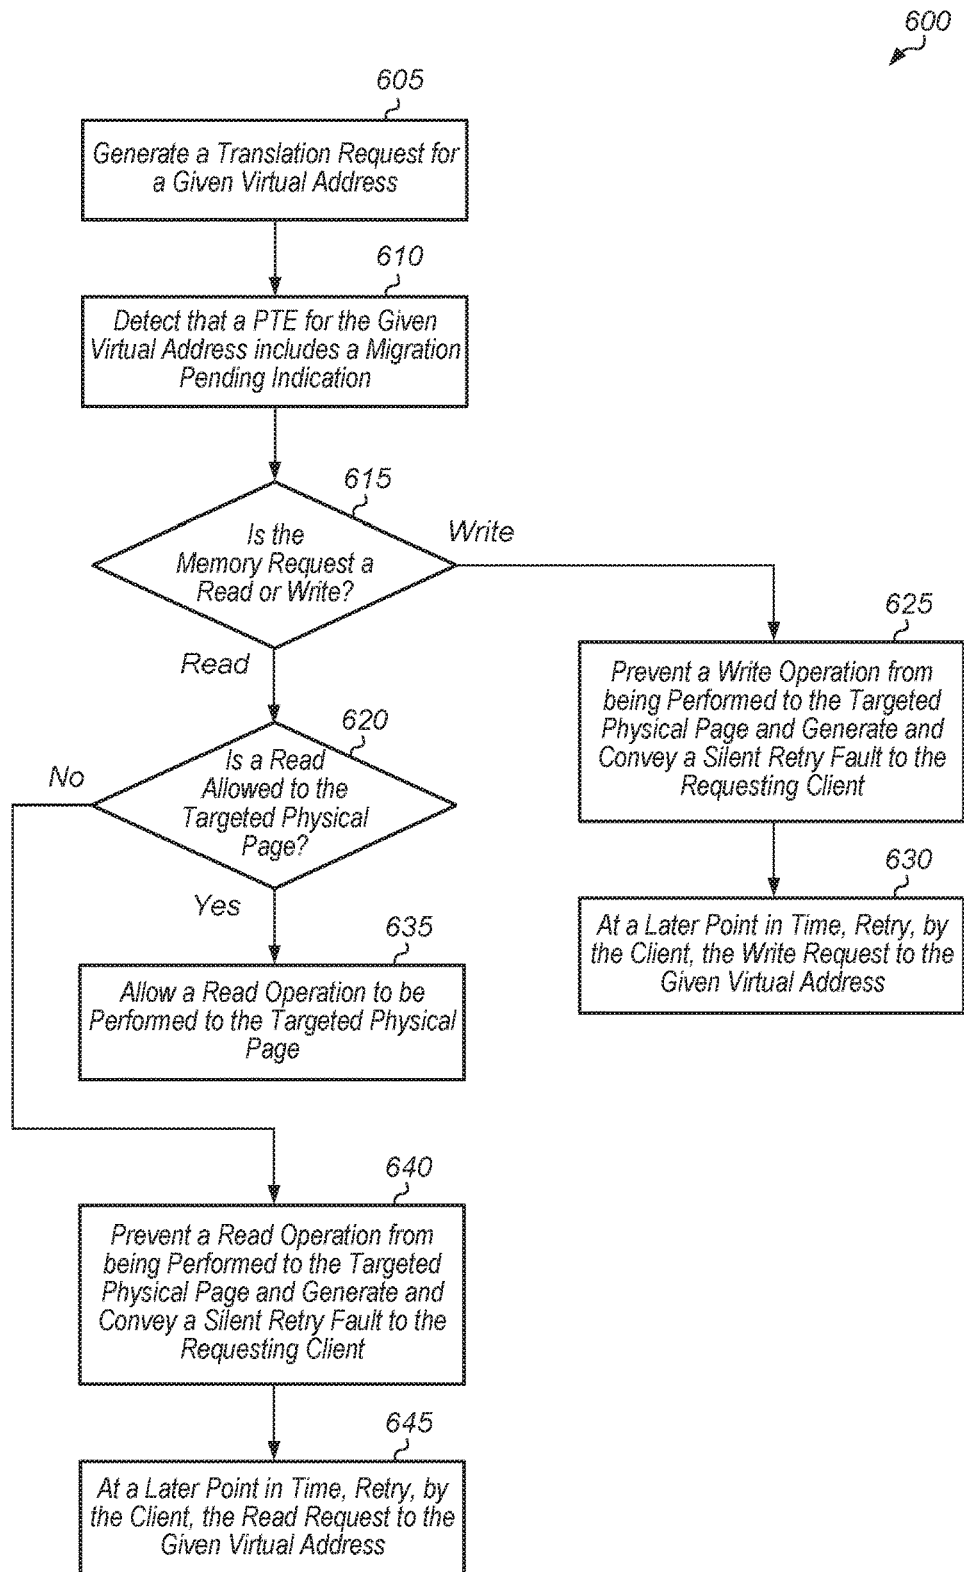 600
605
Generate a Translation Request for
a Given Virtual Address
610
Detect that a PTE for the Given
Virtual Address includes a Migration
Pending Indication
615
Is the
Memory Request a
Read or Write?
Write
Read
625
Prevent a Write Operation from
being Performed to the Targeted
Physical Page and Generate and
Convey a Silent Retry Fault to the
Requesting Client
620
Is a Read
Allowed to the
Targeted Physical
Page?
No
Yes
630
At a Later Point in Time, Retry, by
the Client, the Write Request to the
Given Virtual Address
635
Allow a Read Operation to be
Performed to the Targeted Physical
Page
640
Prevent a Read Operation from
being Performed to the Targeted
Physical Page and Generate and
Convey a Silent Retry Fault to the
Requesting Client
645
At a Later Point in Time, Retry, by
the Client, the Read Request to the
Given Virtual Address